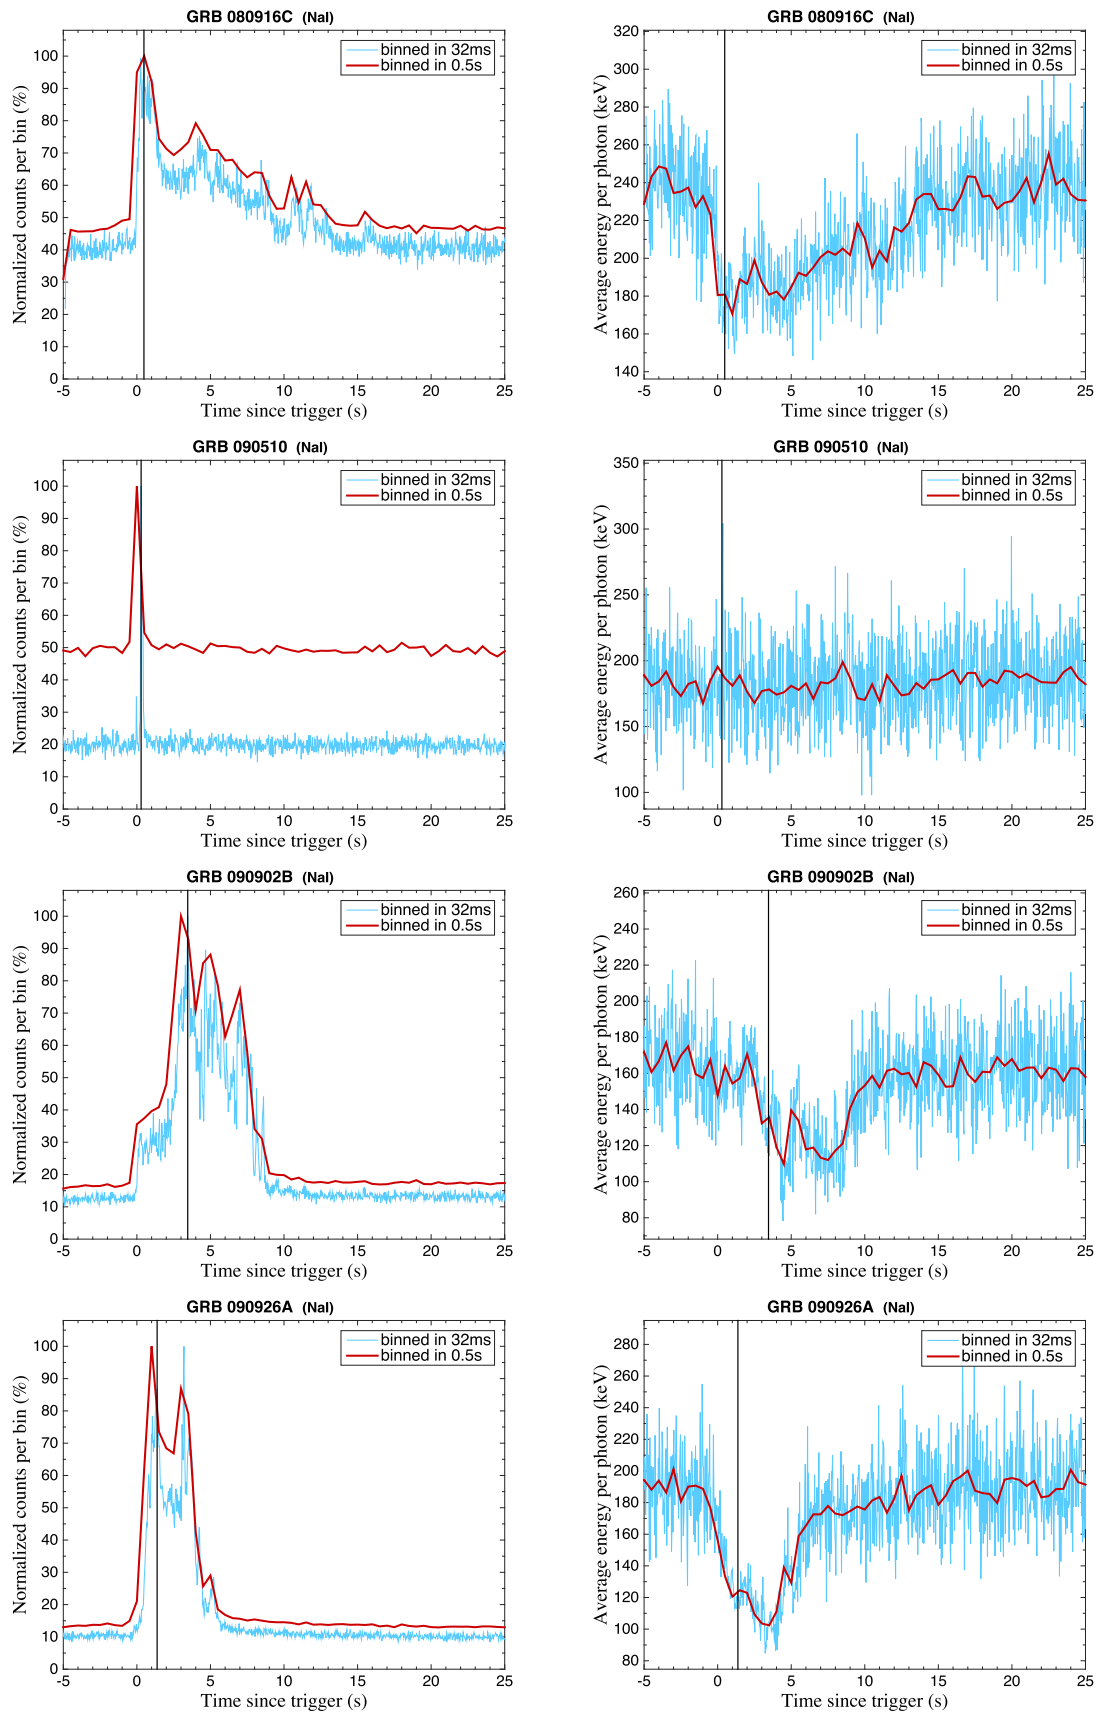 GRB 080916C (NaI)
Normalized counts per bin (%)
100
90
80
70
60
50
40
30
20
10
0
binned in 32ms
binned in 0.5s
-5 0 5 10 15 20 25
Time since trigger (s)
GRB 080916C (NaI)
Average energy per photon (keV)
320
300
280
260
240
220
200
180
160
140
binned in 32ms
binned in 0.5s
-5 0 5 10 15 20 25
Time since trigger (s)
GRB 090510 (NaI)
Normalized counts per bin (%)
100
90
80
70
60
50
40
30
20
10
0
binned in 32ms
binned in 0.5s
-5 0 5 10 15 20 25
Time since trigger (s)
GRB 090510 (NaI)
Average energy per photon (keV)
350
300
250
200
150
100
binned in 32ms
binned in 0.5s
-5 0 5 10 15 20 25
Time since trigger (s)
GRB 090902B (NaI)
Normalized counts per bin (%)
100
90
80
70
60
50
40
30
20
10
0
binned in 32ms
binned in 0.5s
-5 0 5 10 15 20 25
Time since trigger (s)
GRB 090902B (NaI)
Average energy per photon (keV)
260
240
220
200
180
160
140
120
100
80
binned in 32ms
binned in 0.5s
-5 0 5 10 15 20 25
Time since trigger (s)
GRB 090926A (NaI)
Normalized counts per bin (%)
100
90
80
70
60
50
40
30
20
10
0
binned in 32ms
binned in 0.5s
-5 0 5 10 15 20 25
Time since trigger (s)
GRB 090926A (NaI)
Average energy per photon (keV)
280
260
240
220
200
180
160
140
120
100
80
binned in 32ms
binned in 0.5s
-5 0 5 10 15 20 25
Time since trigger (s)